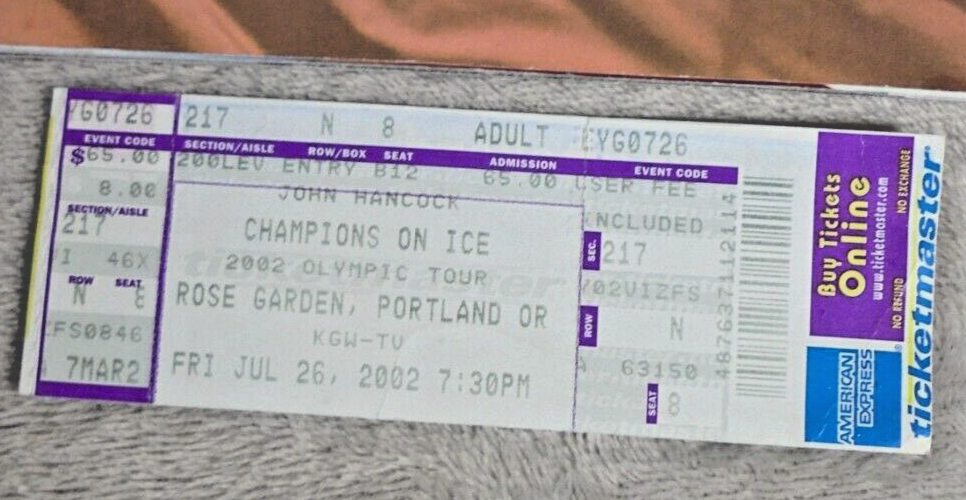 YG0726
EVENT CODE
$65.00
8.00
SECTION/AISLE
217
46X
ROW SEAT
N 8
FS0846
7MAR2
217 N 8 ADULT EYG0726
SECTION/AISLE ROW/BOX SEAT ADMISSION EVENT CODE
200LEV ENTRY B12 65.00 USER FEE
JOHN HANCOCK
CHAMPIONS ON ICE
2002 OLYMPIC TOUR
ROSE GARDEN, PORTLAND OR
KGW-TV
FRI JUL 26, 2002 7:30PM
INCLUDED
SEC.
217
702VIZFS
ROW
N
A 63150
SEAT
8
Buy Tickets
Online
www.ticketmaster.com
NO REFUND NO EXCHANGE
AMERICAN
EXPRESS
ticketmaster®